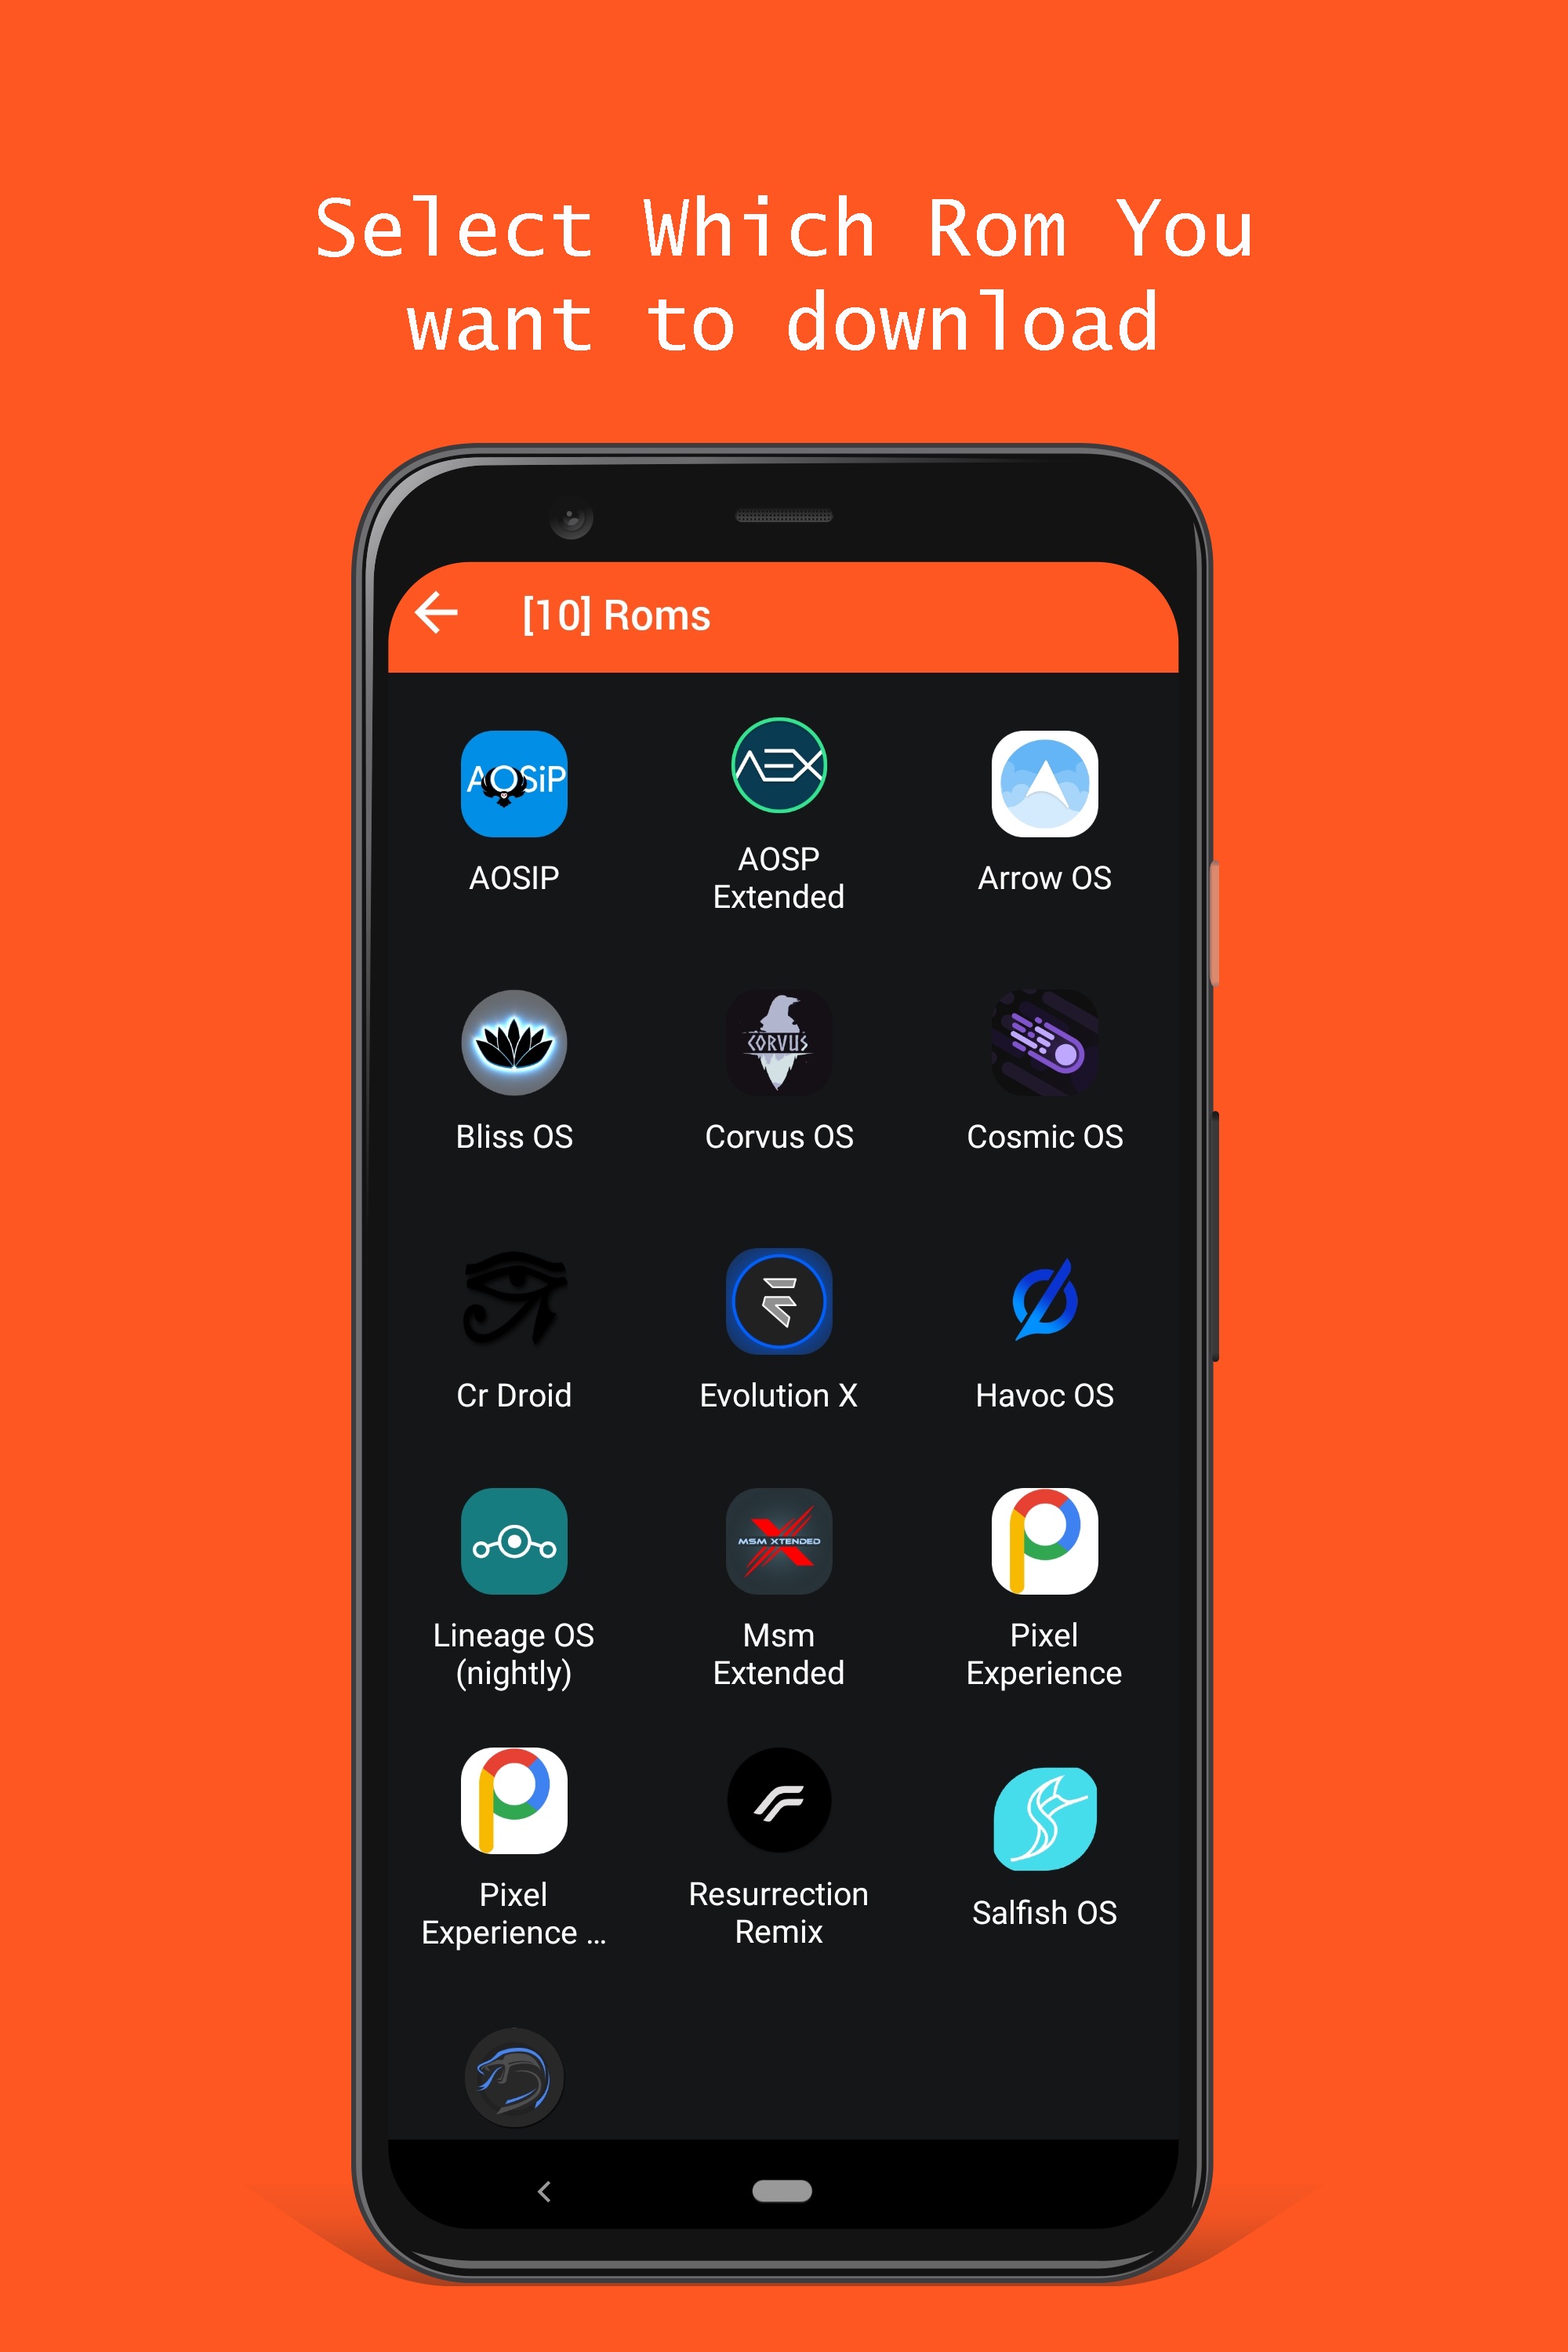 Select Which Rom You
want to download
[10] Roms
AOSiP
AEX
AOSIP
AOSP
Extended
Arrow OS
CORVUS
Bliss OS
Corvus OS
Cosmic OS
Cr Droid
Evolution X
Havoc OS
MSM XTENDED
Lineage OS
(nightly)
Msm
Extended
Pixel
Experience
Pixel
Experience ...
Resurrection
Remix
Salfish OS